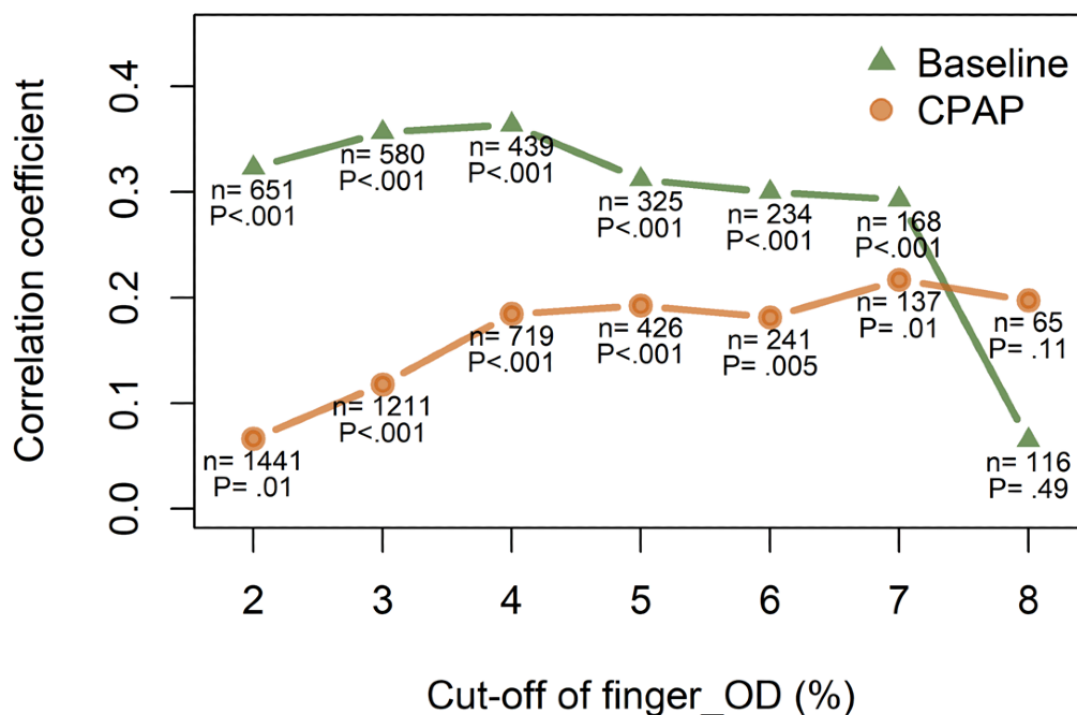 Baseline
CPAP
Correlation coefficient
0.4
0.3
0.2
0.1
0.0
n= 651
P<.001
n= 580
P<.001
n= 439
P<.001
n= 325
P<.001
n= 234
P<.001
n= 168
P<.001
n= 116
P= .49
n= 1441
P= .01
n= 1211
P<.001
n= 719
P<.001
n= 426
P<.001
n= 241
P= .005
n= 137
P= .01
n= 65
P= .11
2 3 4 5 6 7 8
Cut-off of finger_OD (%)